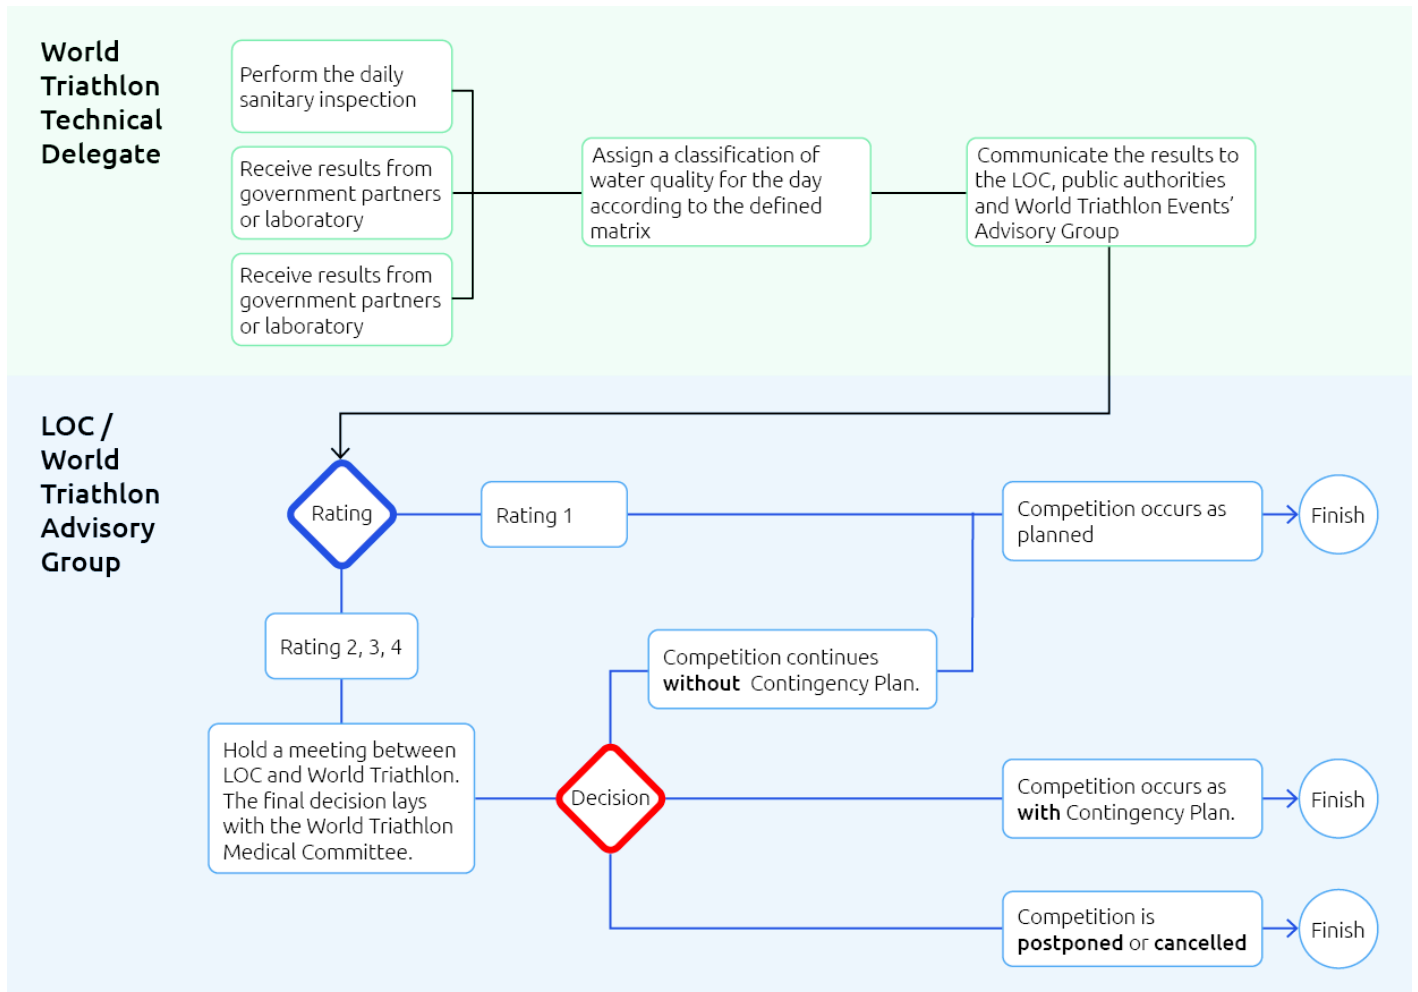 World
Triathlon
Technical
Delegate
Perform the daily
sanitary inspection
Receive results from
government partners
or laboratory
Receive results from
government partners
or laboratory
Assign a classification of
water quality for the day
according to the defined
matrix
Communicate the results to
the LOC, public authorities
and World Triathlon Events’
Advisory Group
LOC /
World
Triathlon
Advisory
Group
Rating
Rating 1
Competition occurs as
planned
Finish
Rating 2, 3, 4
Competition continues
without Contingency Plan.
Hold a meeting between
LOC and World Triathlon.
The final decision lays
with the World Triathlon
Medical Committee.
Decision
Competition occurs as
with Contingency Plan.
Finish
Competition is
postponed or cancelled
Finish